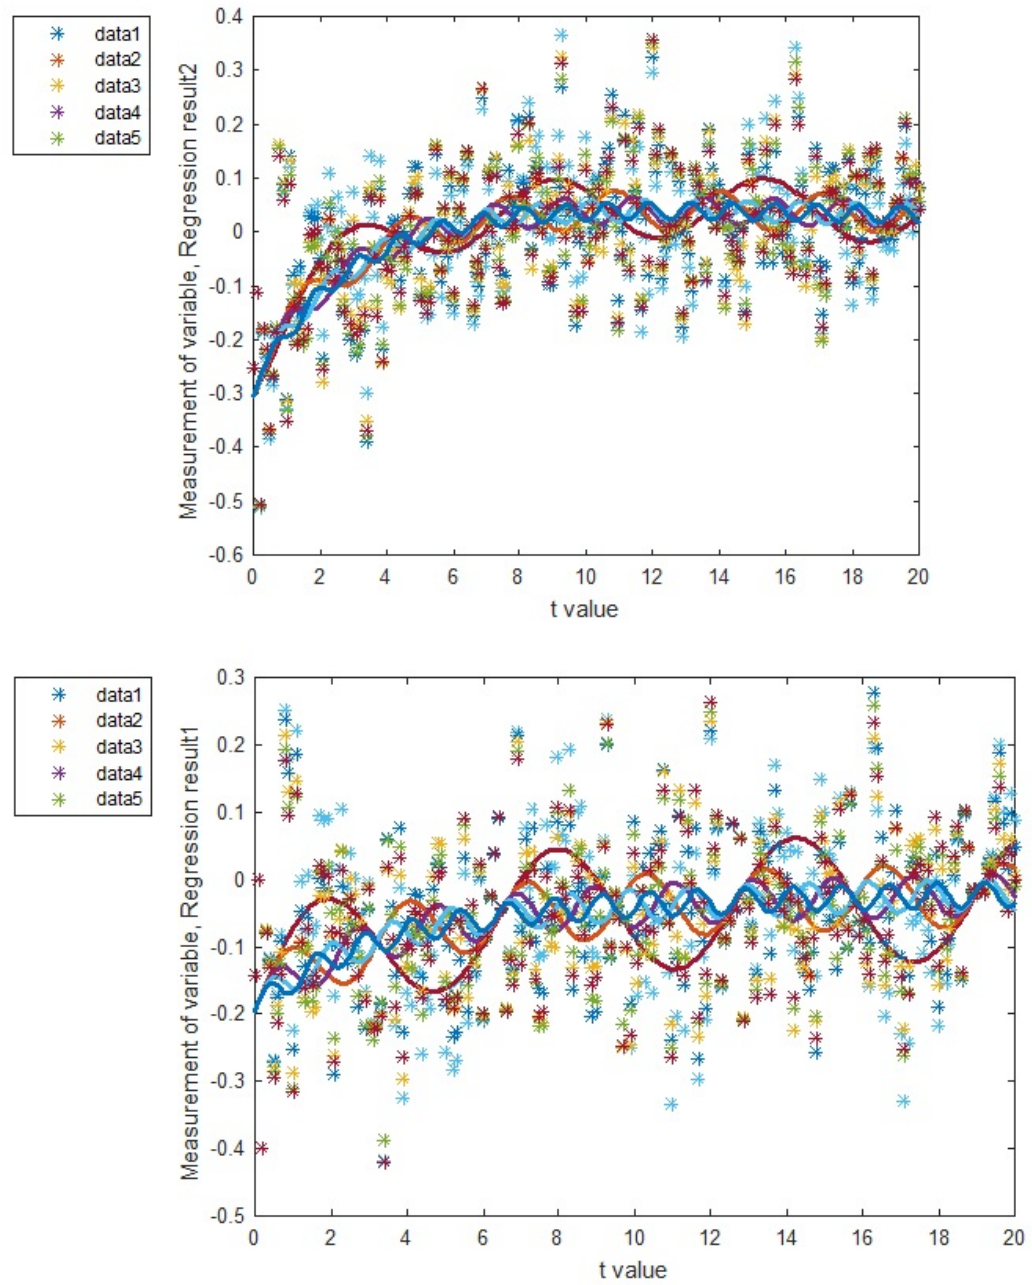 data1
data2
data3
data4
data5
Measurement of variable, Regression result2
0.4
0.3
0.2
0.1
0
-0.1
-0.2
-0.3
-0.4
-0.5
-0.6
0 2 4 6 8 10 12 14 16 18 20
t value
data1
data2
data3
data4
data5
Measurement of variable, Regression result1
0.3
0.2
0.1
0
-0.1
-0.2
-0.3
-0.4
-0.5
0 2 4 6 8 10 12 14 16 18 20
t value